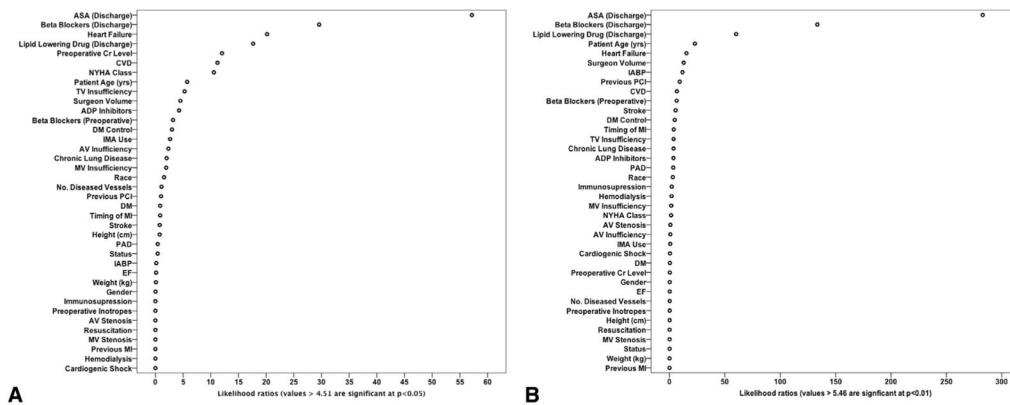 ASA (Discharge)
Beta Blockers (Discharge)
Heart Failure
Lipid Lowering Drug (Discharge)
Preoperative Cr Level
CVD
NYHA Class
Patient Age (yrs)
TV Insufficiency
Surgeon Volume
ADP Inhibitors
Beta Blockers (Preoperative)
DM Control
IMA Use
AV Inufficiency
Chronic Lung Disease
MV Insufficiency
Race
No. Diseased Vessels
Previous PCI
DM
Timing of MI
Stroke
Height (cm)
PAD
Status
IABP
EF
Weight (kg)
Gender
Immunosupression
Preoperative Inotropes
AV Stenosis
Resuscitation
MV Stenosis
Previous MI
Hemodialysis
Cardiogenic Shock
0 5 10 15 20 25 30 35 40 45 50 55 60
Likelihood ratios (values > 4.51 are significant at p<0.05)
A
ASA (Discharge)
Beta Blockers (Discharge)
Lipid Lowering Drug (Discharge)
Patient Age (yrs)
Heart Failure
Surgeon Volume
IABP
Previous PCI
CVD
Beta Blockers (Preoperative)
Stroke
DM Control
Timing of MI
TV Insufficiency
Chronic Lung Disease
ADP Inhibitors
PAD
Race
Immunosupression
Hemodialysis
MV Insufficiency
NYHA Class
AV Stenosis
AV Inufficiency
IMA Use
Cardiogenic Shock
DM
Preoperative Cr Level
Gender
EF
No. Diseased Vessels
Preoperative Inotropes
Height (cm)
Resuscitation
MV Stenosis
Status
Weight (kg)
Previous MI
0 50 100 150 200 250 300
Likelihood ratios (values > 5.46 are signficant at p<0.01)
B